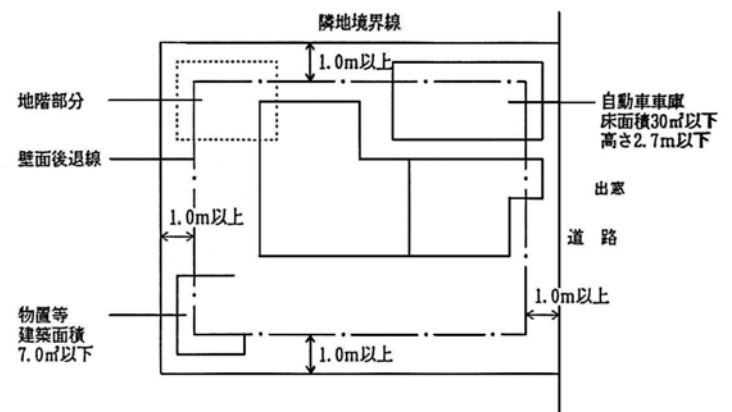 隣地境界線
1.0m以上
地階部分
自動車車庫
床面積30㎡以下
高さ2.7m以下
壁面後退線
出窓
1.0m以上
道 路
1.0m以上
物置等
建築面積
7.0㎡以下
1.0m以上